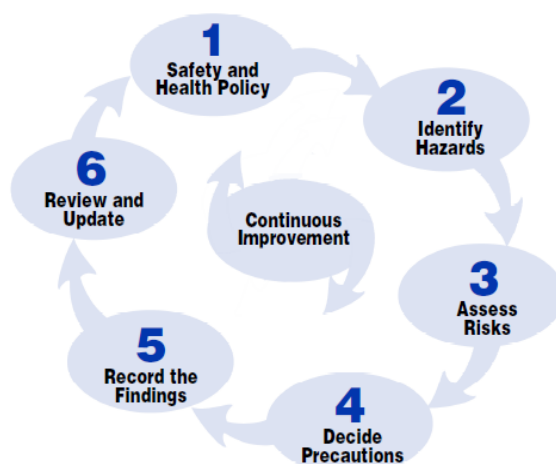 1
Safety and
Health Policy
2
Identify
Hazards
3
Assess
Risks
4
Decide
Precautions
5
Record the
Findings
6
Review and
Update
Continuous
Improvement